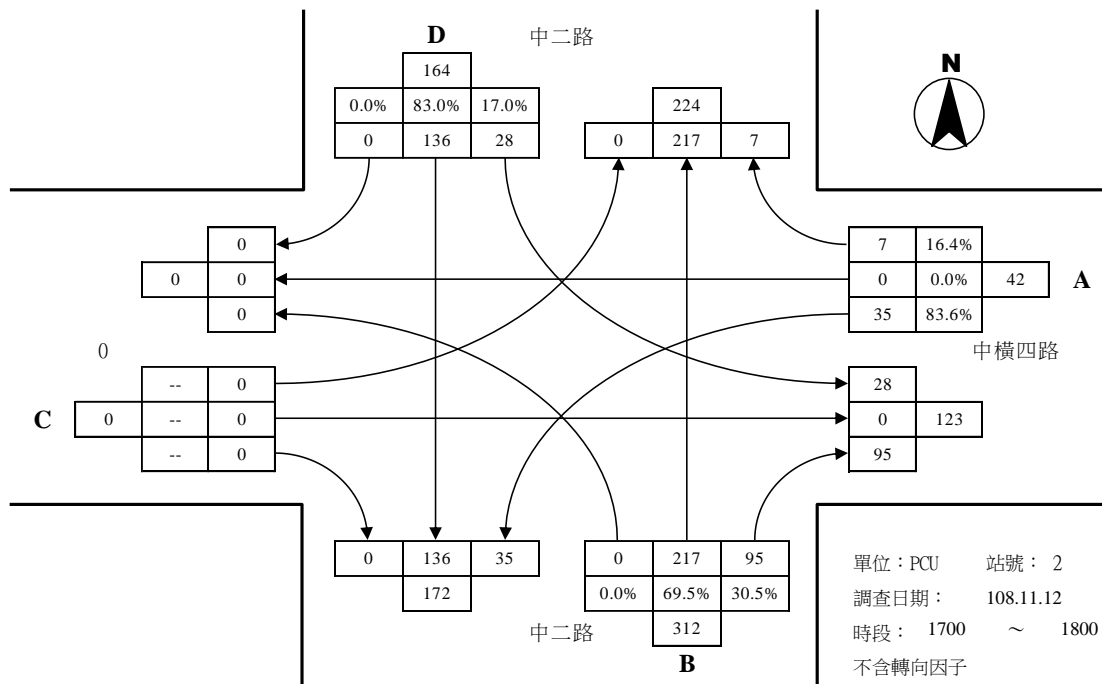 D 中二路
N
164
0.0% 83.0% 17.0% 224
0 136 28 0 217 7
0 7 16.4%
0 0 0 0.0% 42 A
0 35 83.6%
0 中橫四路
-- 0 28
C 0 -- 0 0 123
-- 0 95
0 136 35 0 217 95
172 0.0% 69.5% 30.5%
中二路 312
B
單位：PCU 站號： 2
調查日期： 108.11.12
時段： 1700 ～ 1800
不含轉向因子